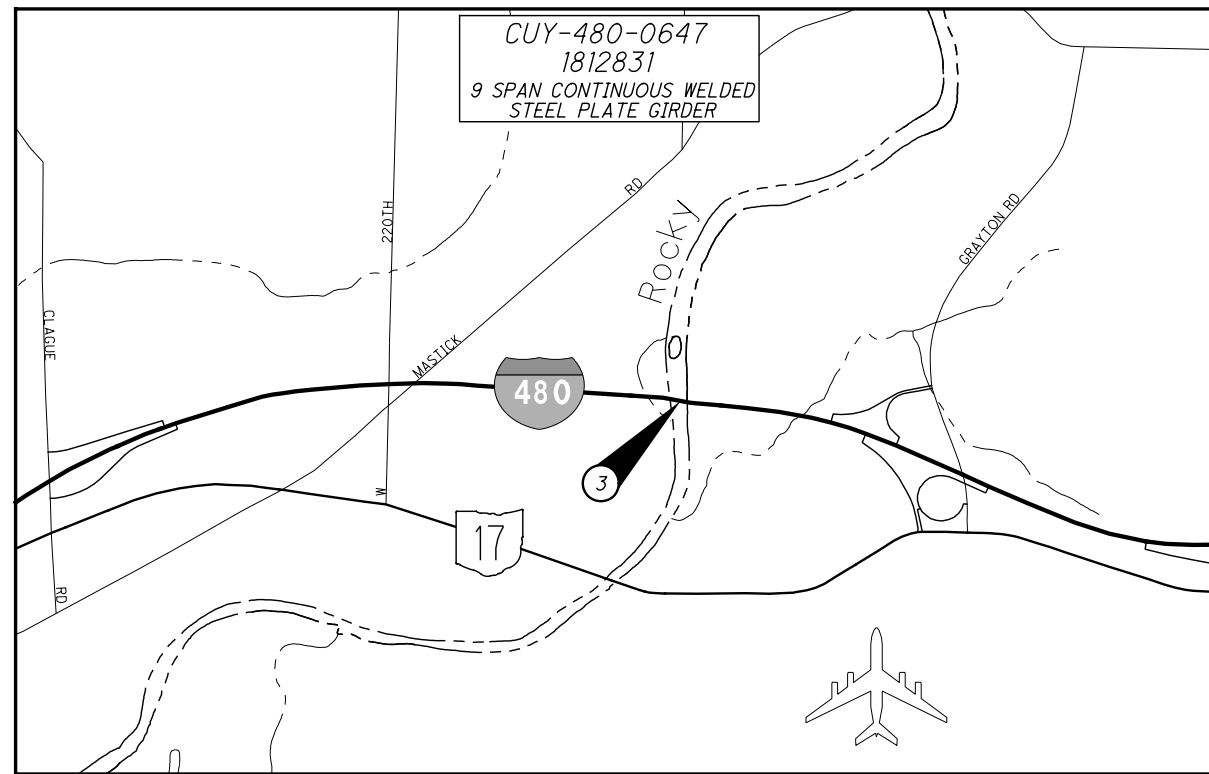 CUY-480-0647
1812831
9 SPAN CONTINUOUS WELDED
STEEL PLATE GIRDER
RD
220TH
Rocky
GRAYTON RD
CLAGUE
MASTICK
480
3
W
17
RD